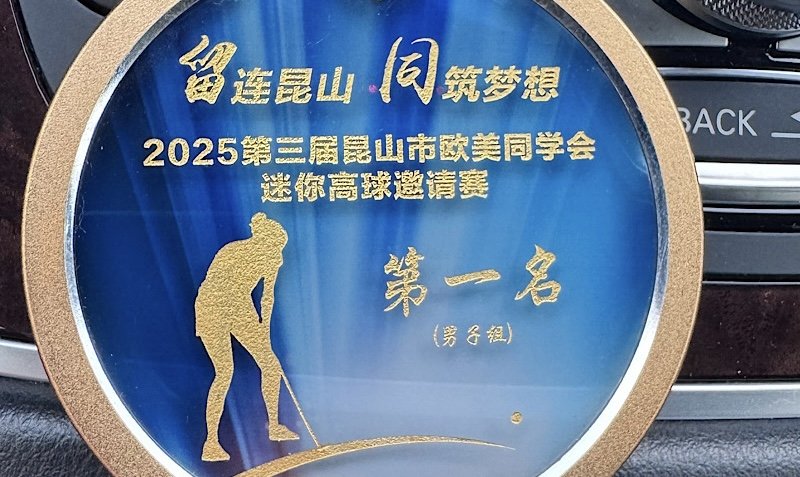 留连昆山 同筑梦想
2025第三届昆山市欧美同学会
迷你高球邀请赛
第一名
(男子组)
BACK